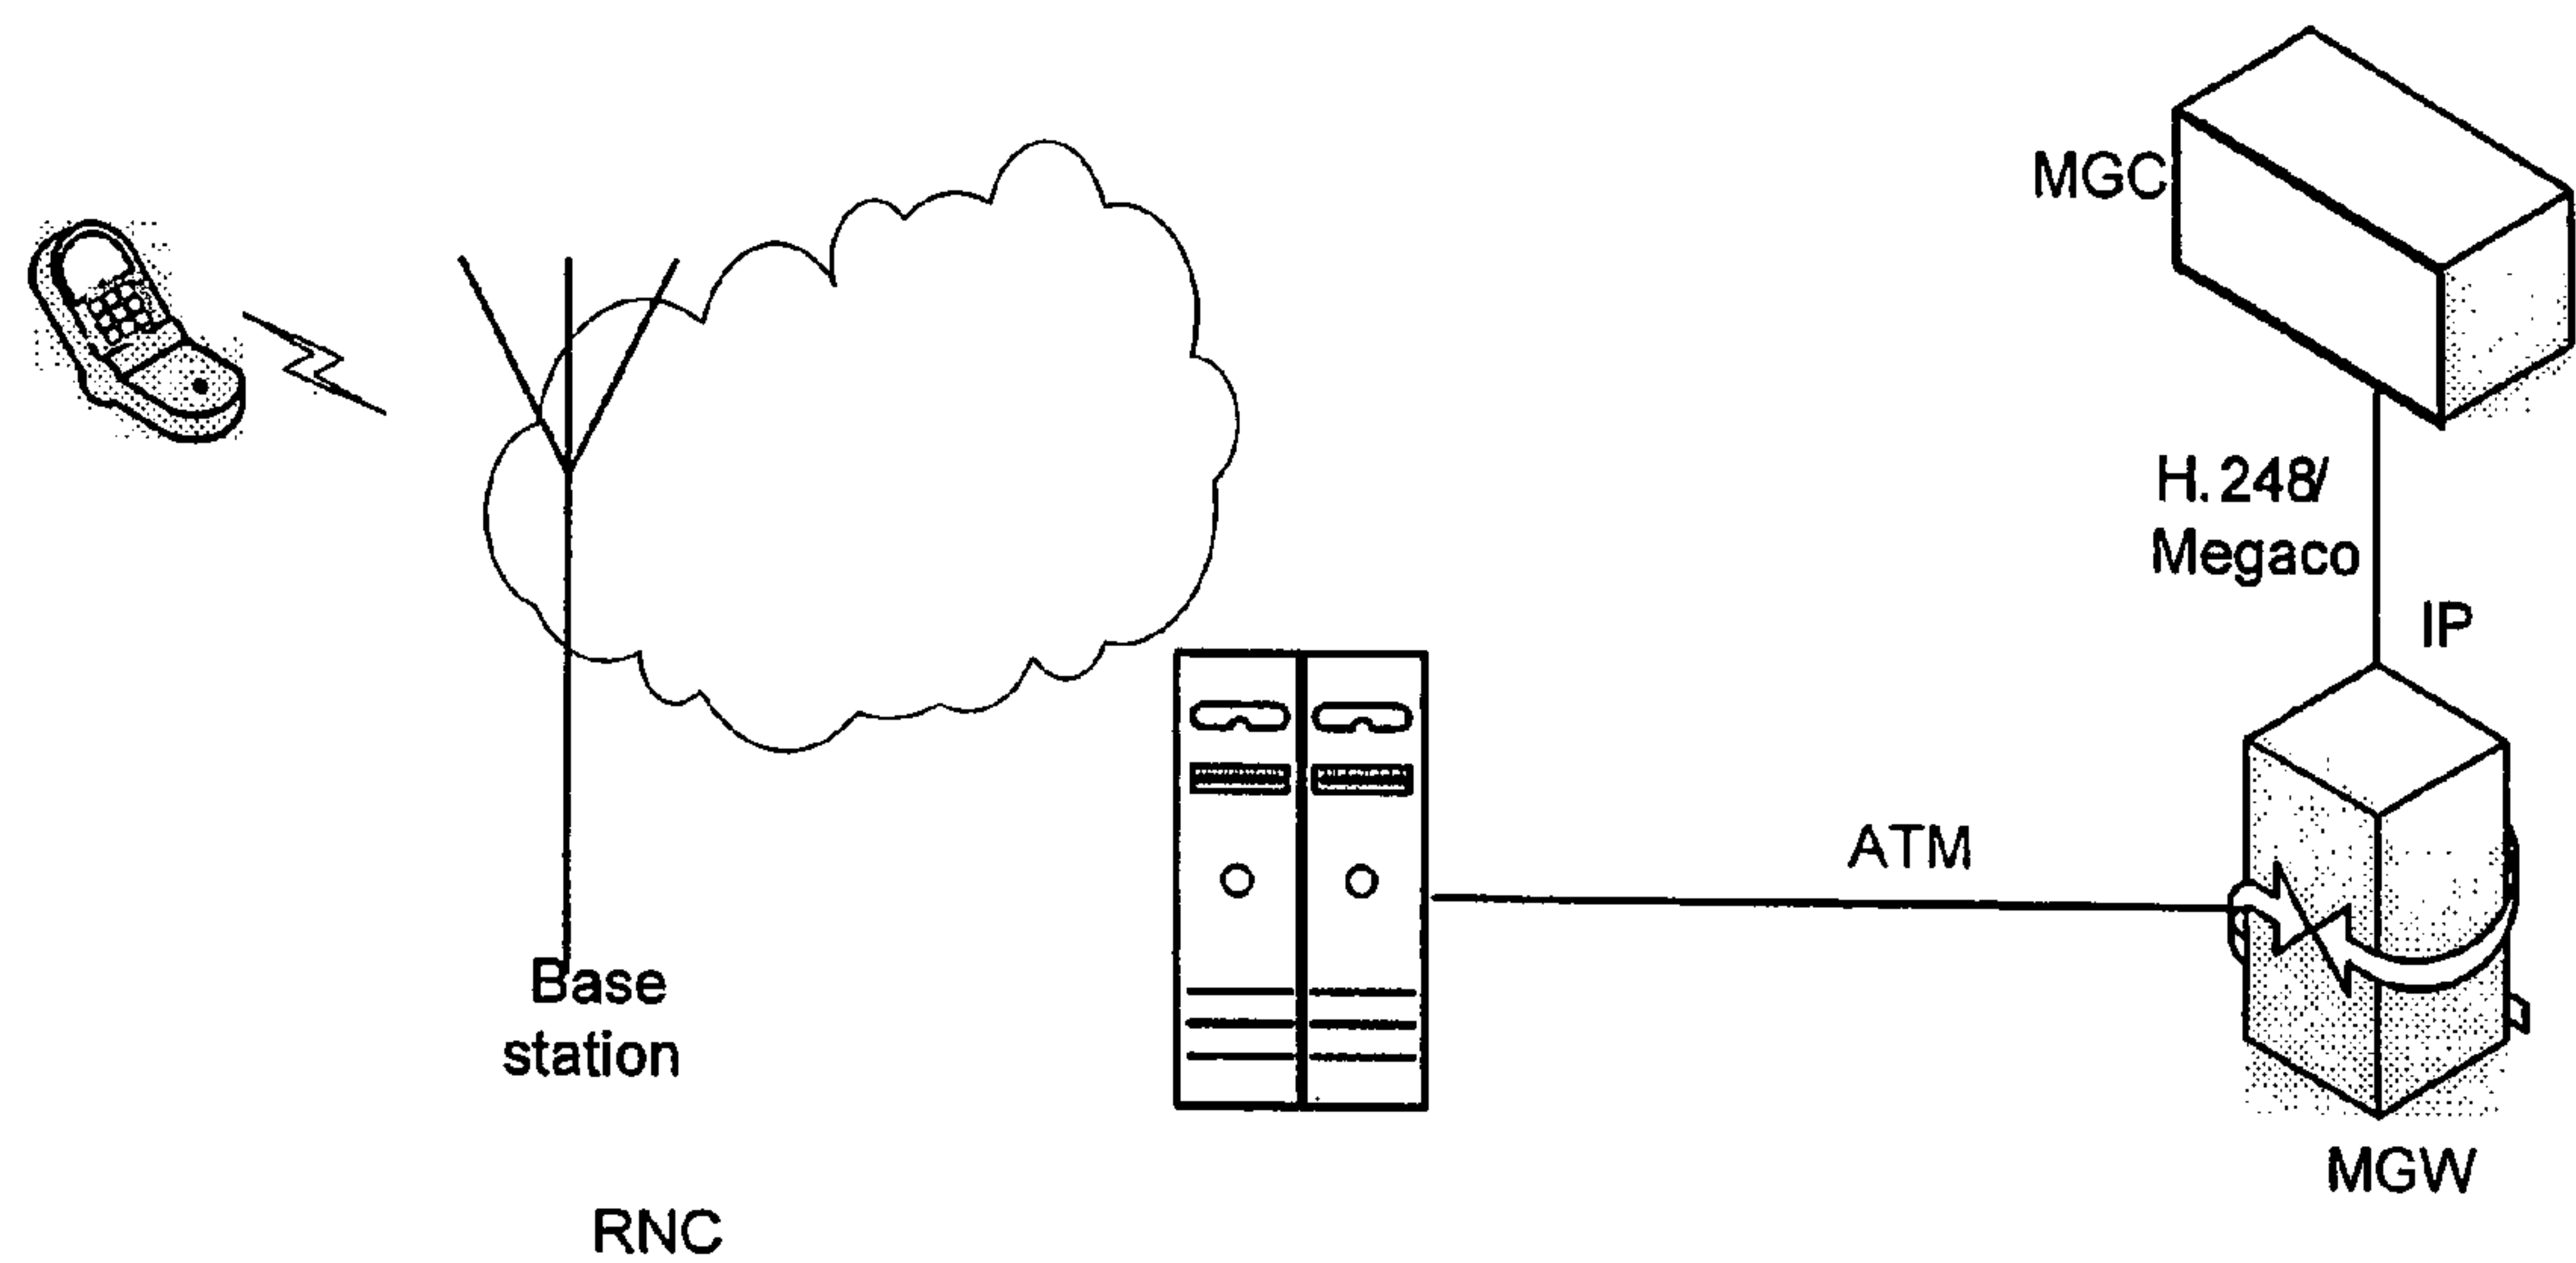 MGC
H.248/
Megaco
IP
ATM
Base
station
MGW
RNC